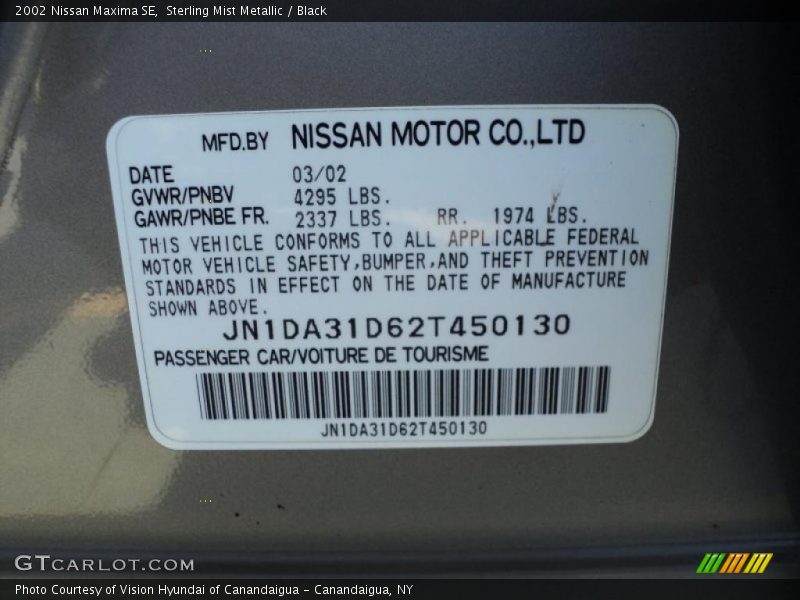 2002 Nissan Maxima SE,  Sterling Mist Metallic / Black
MFD.BY NISSAN MOTOR CO.,LTD
DATE 03/02
GVWR/PNBV 4295 LBS.
GAWR/PNBE FR. 2337 LBS. RR. 1974 LBS.
THIS VEHICLE CONFORMS TO ALL APPLICABLE FEDERAL
MOTOR VEHICLE SAFETY,BUMPER,AND THEFT PREVENTION
STANDARDS IN EFFECT ON THE DATE OF MANUFACTURE
SHOWN ABOVE.
JN1DA31D62T450130
PASSENGER CAR/VOITURE DE TOURISME
JN1DA31D62T450130
GTCARLOT.COM
Photo Courtesy of Vision Hyundai of Canandaigua - Canandaigua, NY